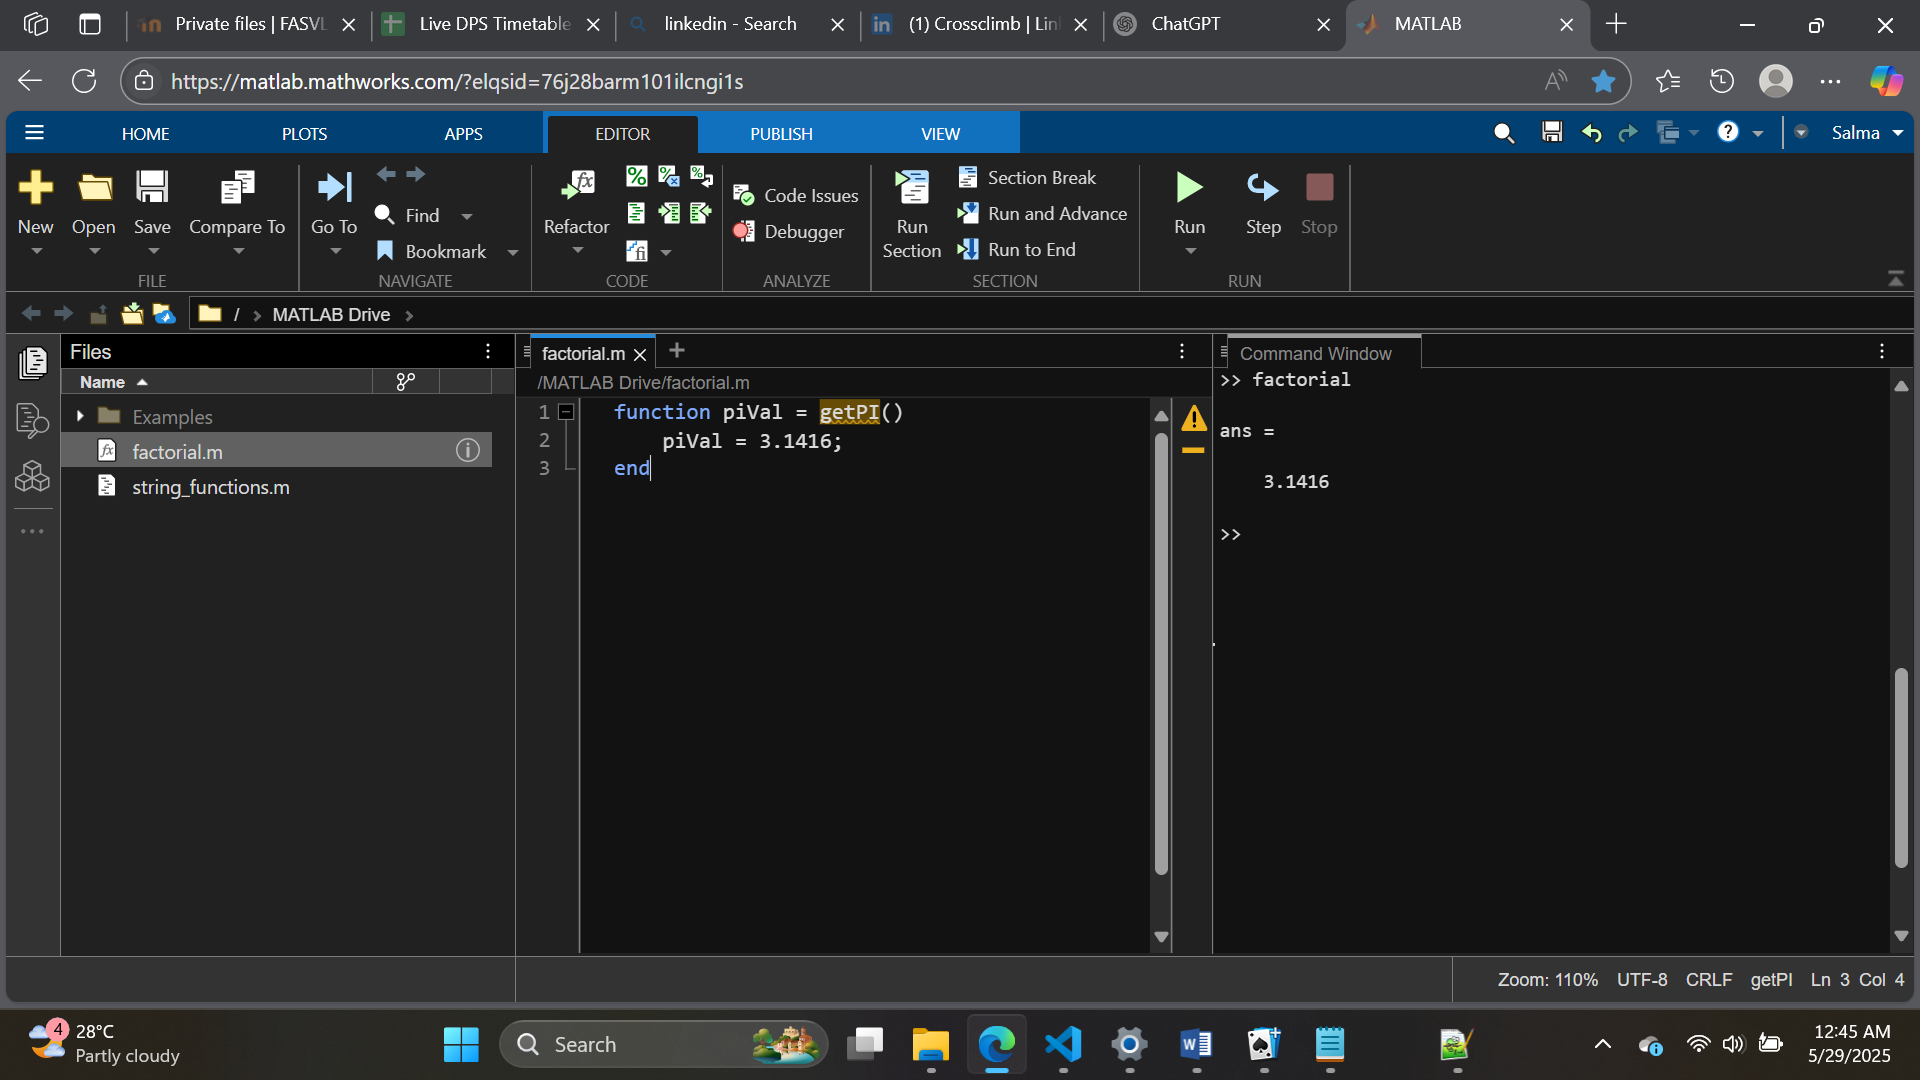 Private files | FASVL
Live DPS Timetable
linkedin - Search
(1) Crossclimb | Lin
ChatGPT
MATLAB
https://matlab.mathworks.com/?elqsid=76j28barm101ilcngi1s
HOME PLOTS APPS EDITOR PUBLISH VIEW Salma
New Open Save Compare To
FILE
Go To Find Bookmark
NAVIGATE
Refactor
CODE
Code Issues
Debugger
ANALYZE
Run Section
Section Break
Run and Advance
Run to End
SECTION
Run Step Stop
RUN
/ > MATLAB Drive >
Files
Name
Examples
factorial.m
string_functions.m
factorial.m
/MATLAB Drive/factorial.m
1 function piVal = getPI()
2 piVal = 3.1416;
3 end
Command Window
>> factorial
ans =
3.1416
>>
Zoom: 110% UTF-8 CRLF getPI Ln 3 Col 4
4
28°C
Partly cloudy
Search
12:45 AM
5/29/2025